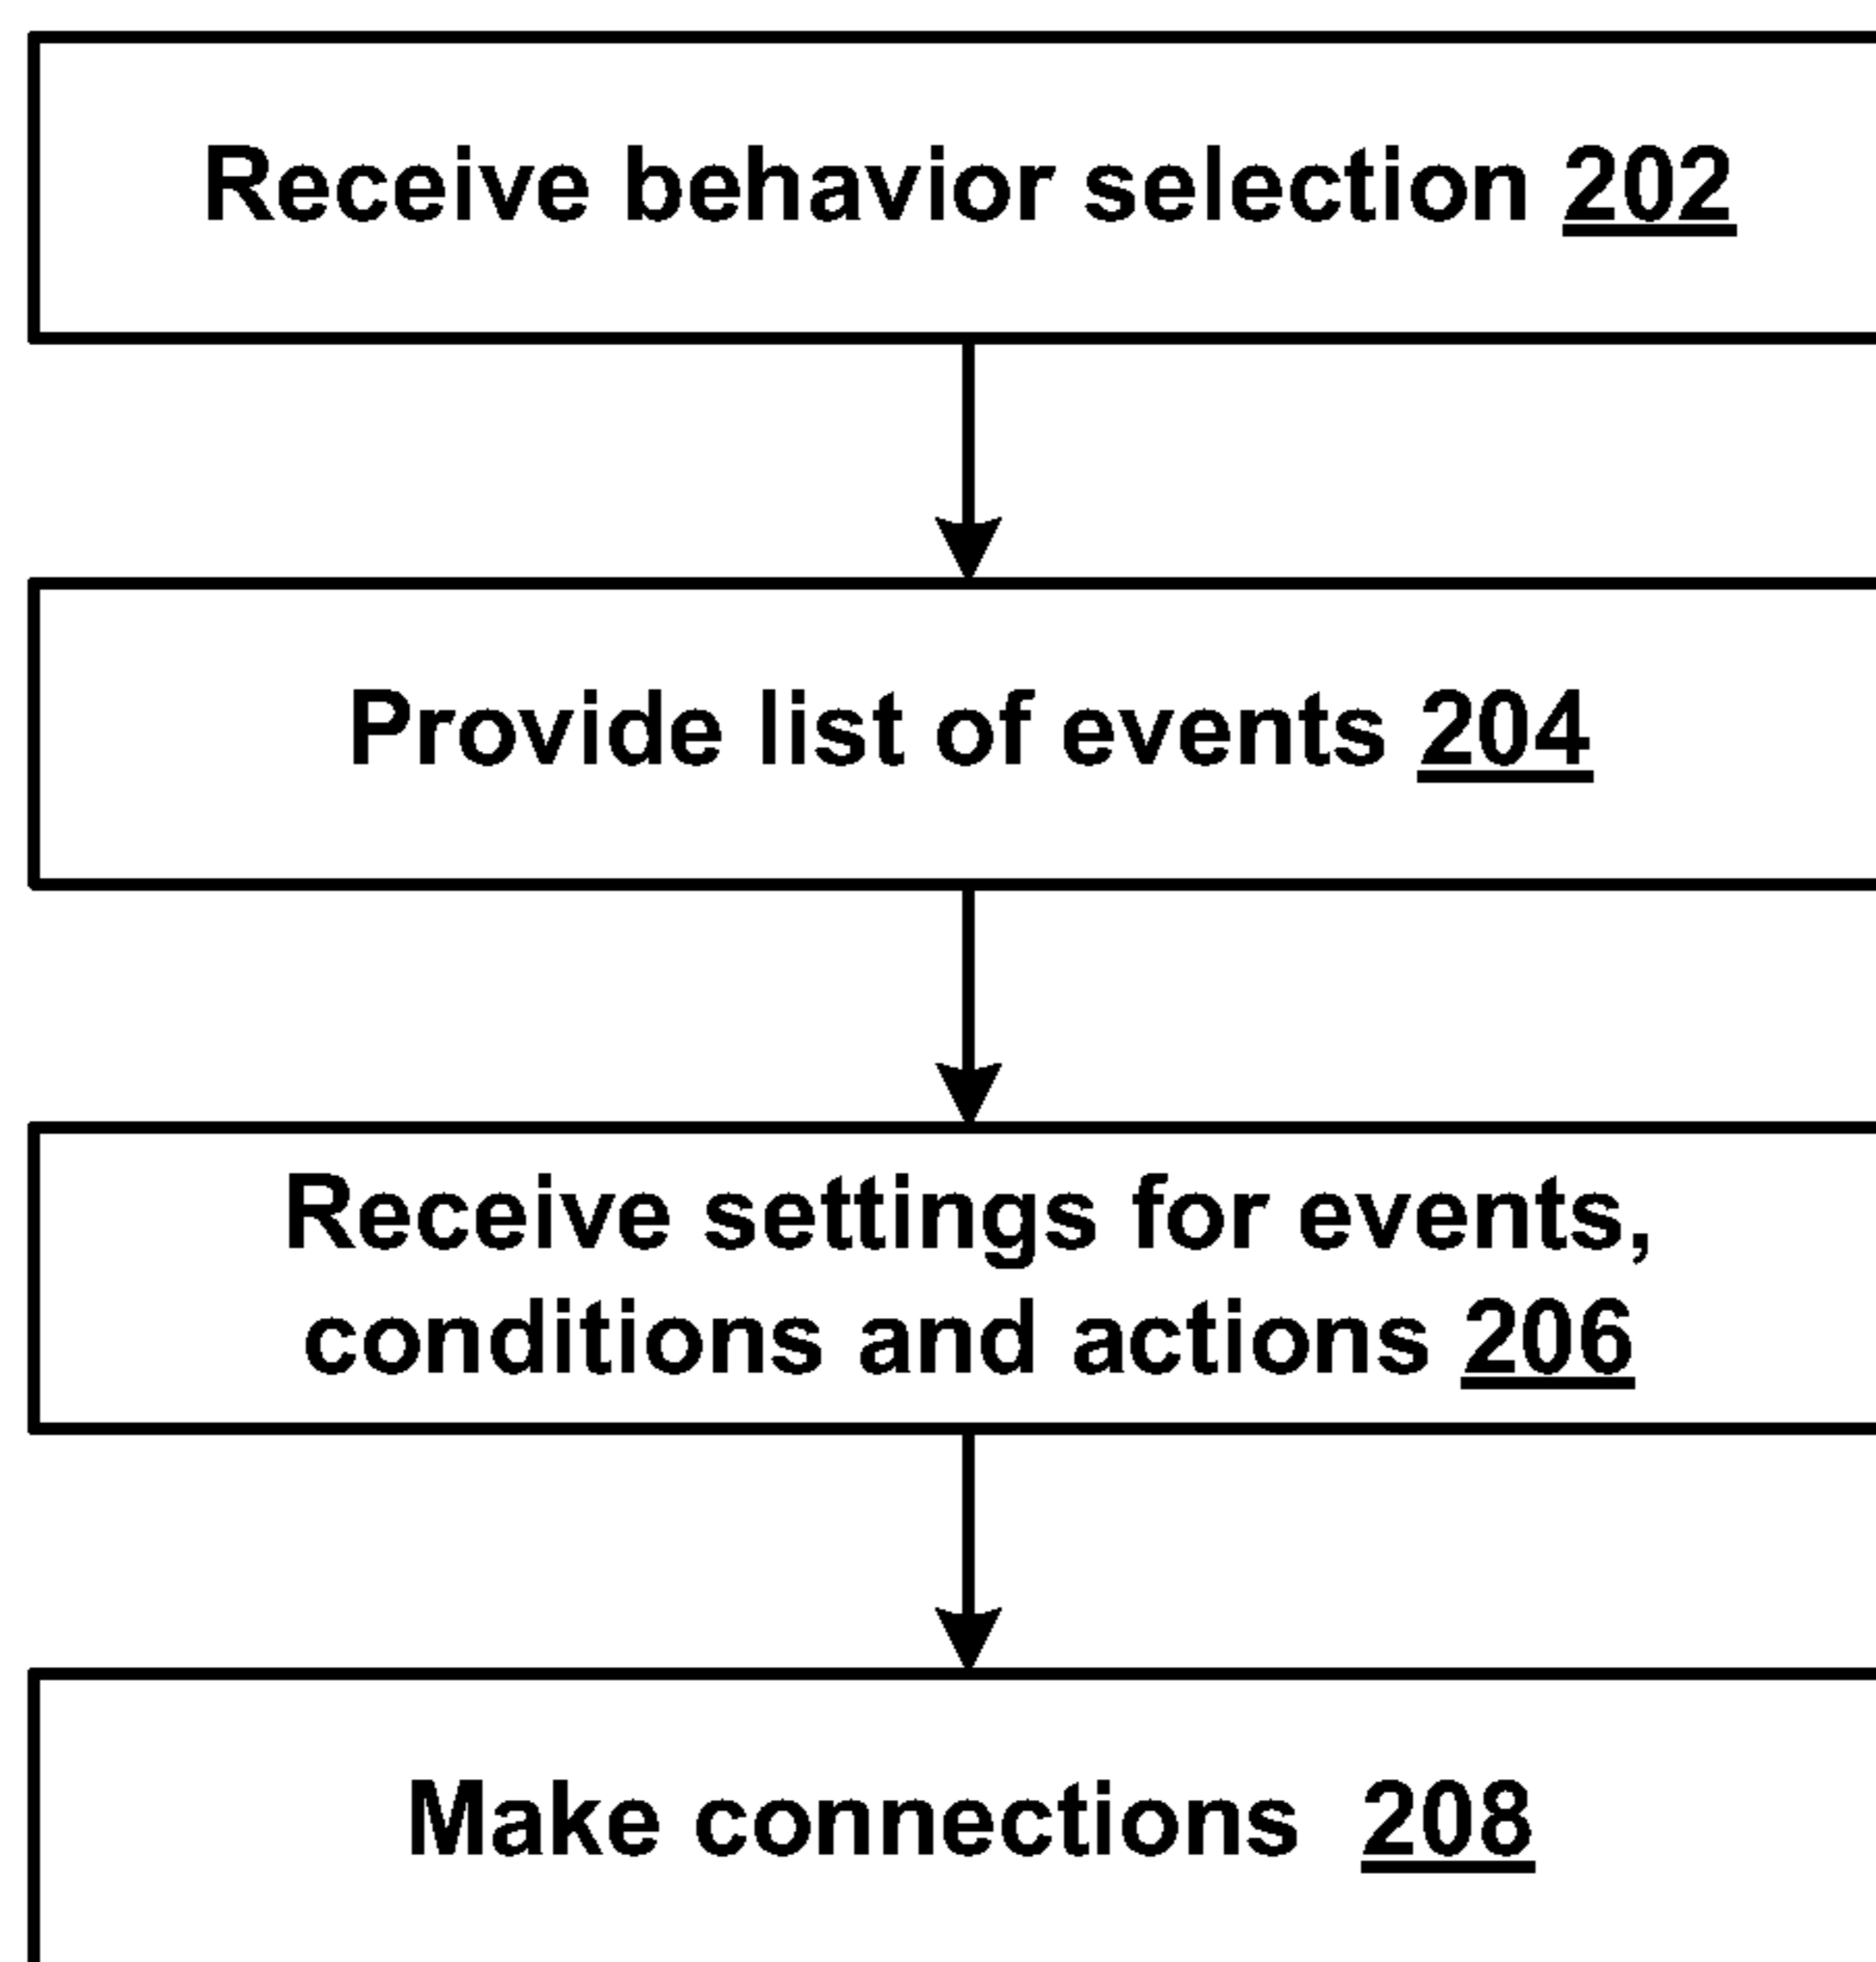 Receive behavior selection 202
Provide list of events 204
Receive settings for events,
conditions and actions 206
Make connections 208